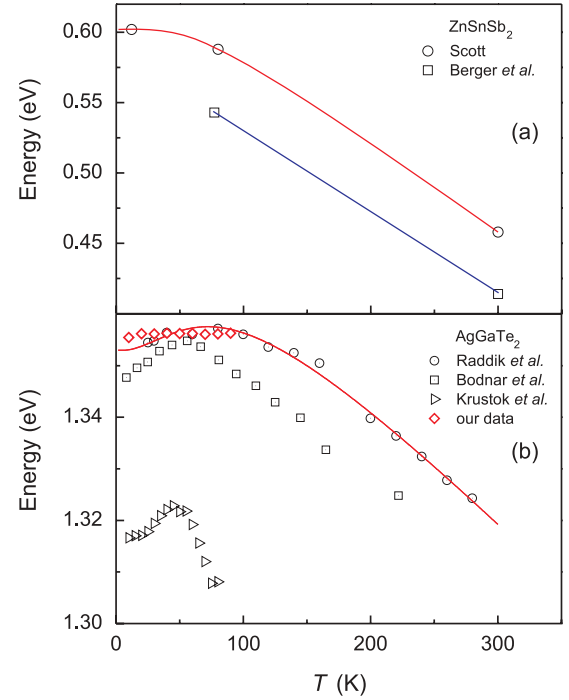 ZnSnSb2
Scott
Berger et al.
(a)
0.60
0.55
0.50
0.45
Energy (eV)
AgGaTe2
Raddik et al.
Bodnar et al.
Krustok et al.
our data
(b)
1.34
1.32
1.30
Energy (eV)
0 100 200 300
T (K)